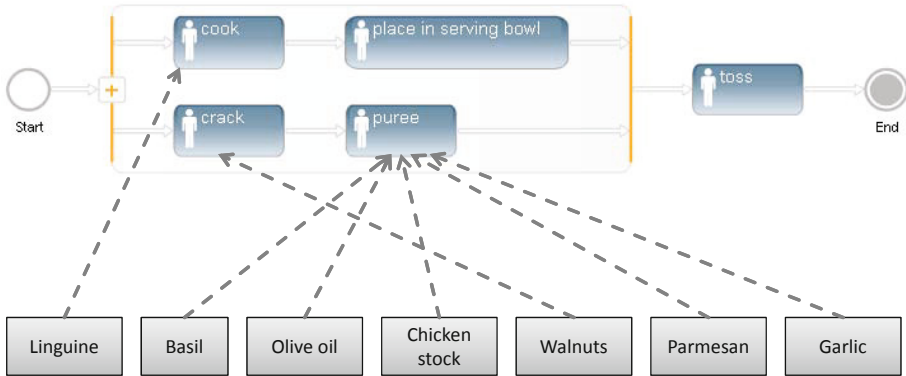 cook
place in serving bowl
toss
Start
crack
puree
End
Linguine
Basil
Olive oil
Chicken
stock
Walnuts
Parmesan
Garlic